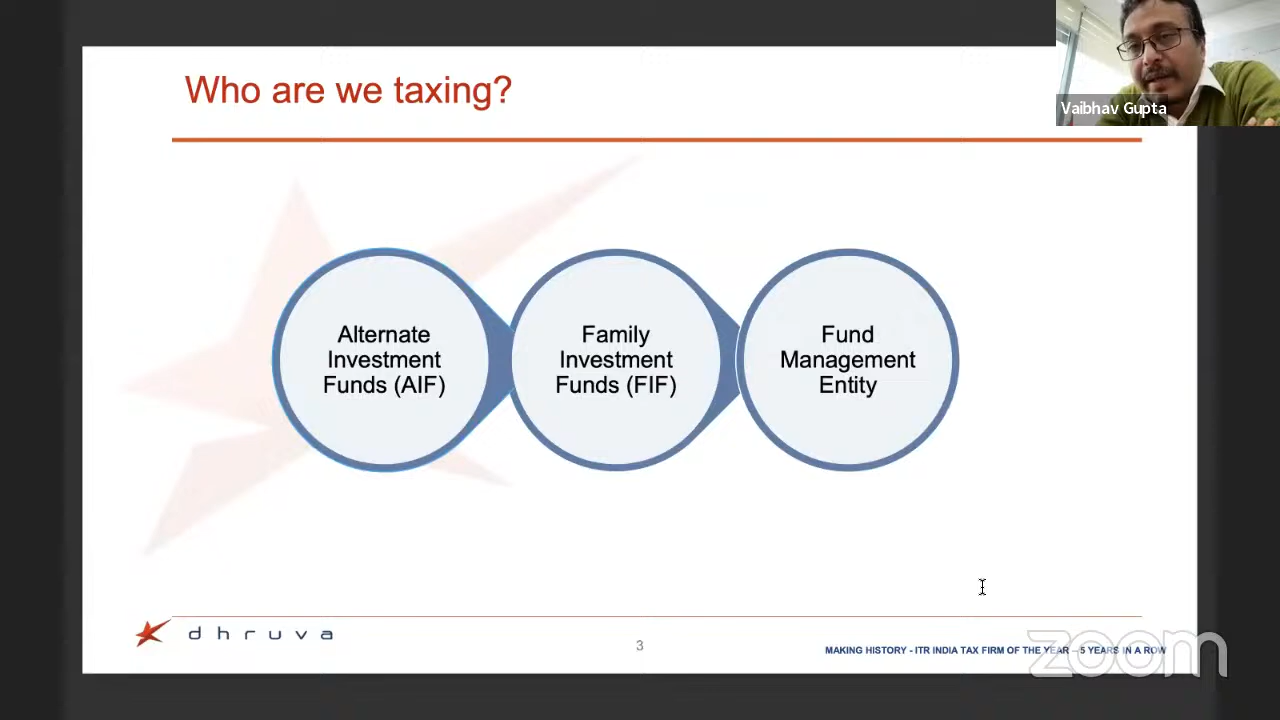 Who are we taxing?
Vaibhav Gupta
Alternate
Investment
Funds (AIF)
Family
Investment
Funds (FIF)
Fund
Management
Entity
dhruva
3
MAKING HISTORY - ITR INDIA TAX FIRM OF THE YEAR – 5 YEARS IN A ROW
zoom